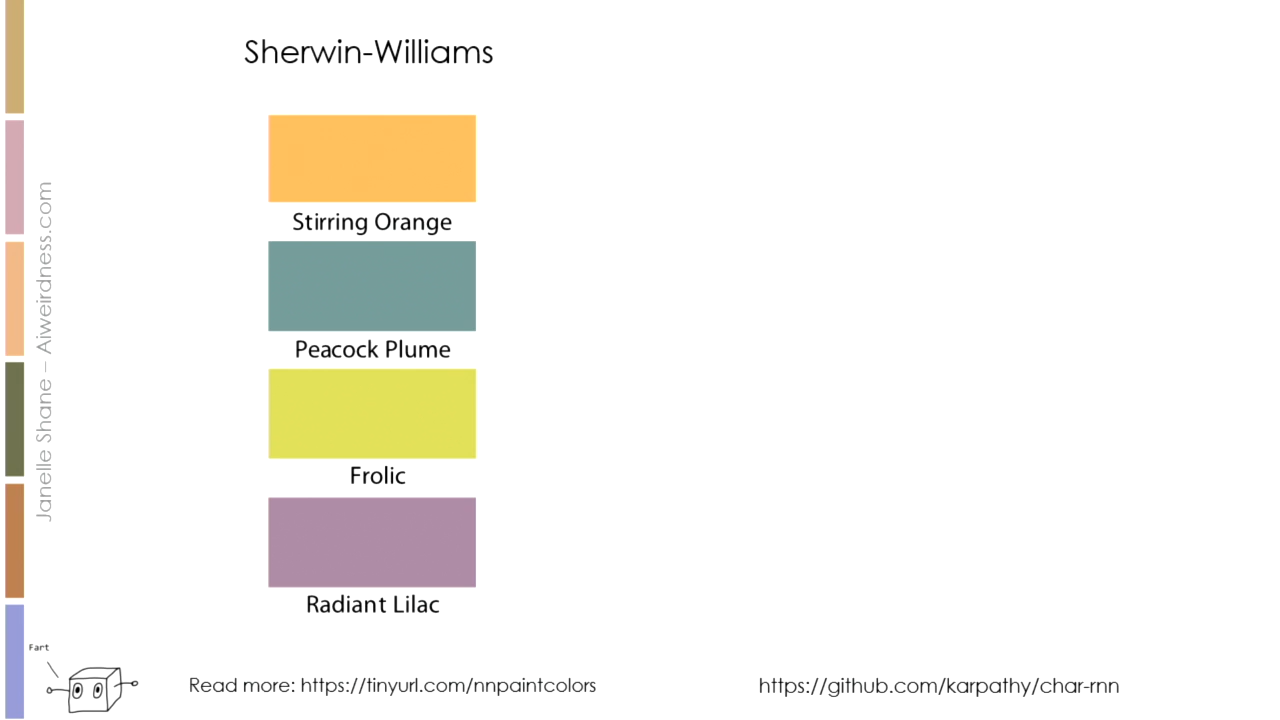 Sherwin-Williams
Stirring Orange
Peacock Plume
Frolic
Radiant Lilac
Janelle Shane – Aiweirdness.com
Fart
Read more: https://tinyurl.com/nnpaintcolors
https://github.com/karpathy/char-rnn